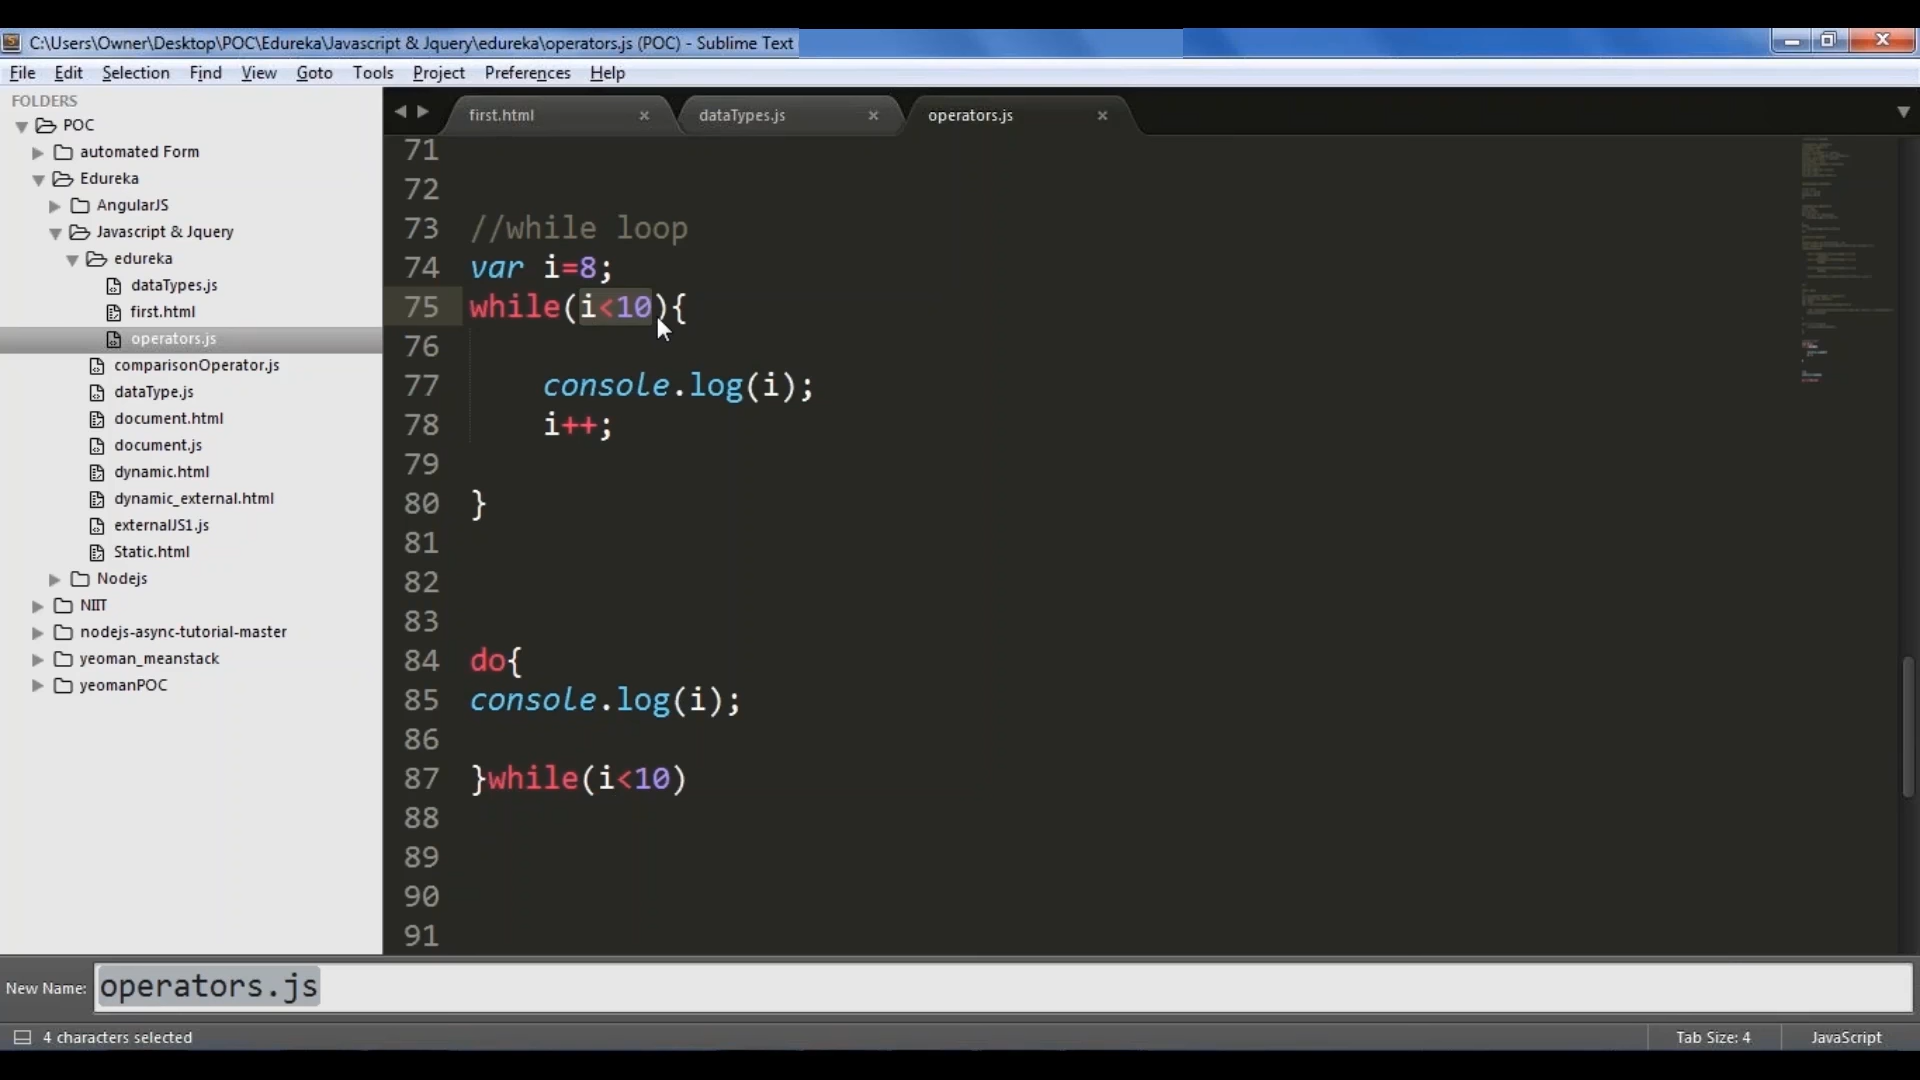 C:\Users\Owner\Desktop\POC\Edureka\Javascript & Jquery\edureka\operators.js (POC) - Sublime Text
File Edit Selection Find View Goto Tools Project Preferences Help
FOLDERS
POC
automated Form
Edureka
AngularJS
Javascript & Jquery
edureka
dataTypes.js
first.html
operators.js
comparisonOperator.js
dataType.js
document.html
document.js
dynamic.html
dynamic_external.html
externalJS1.js
Static.html
Nodejs
NIIT
nodejs-async-tutorial-master
yeoman_meanstack
yeomanPOC
first.html dataTypes.js operators.js
71
72
73 //while loop
74 var i=8;
75 while(i<10){
76
77 console.log(i);
78 i++;
79
80 }
81
82
83
84 do{
85 console.log(i);
86
87 }while(i<10)
88
89
90
91
New Name: operators.js
4 characters selected Tab Size: 4 JavaScript